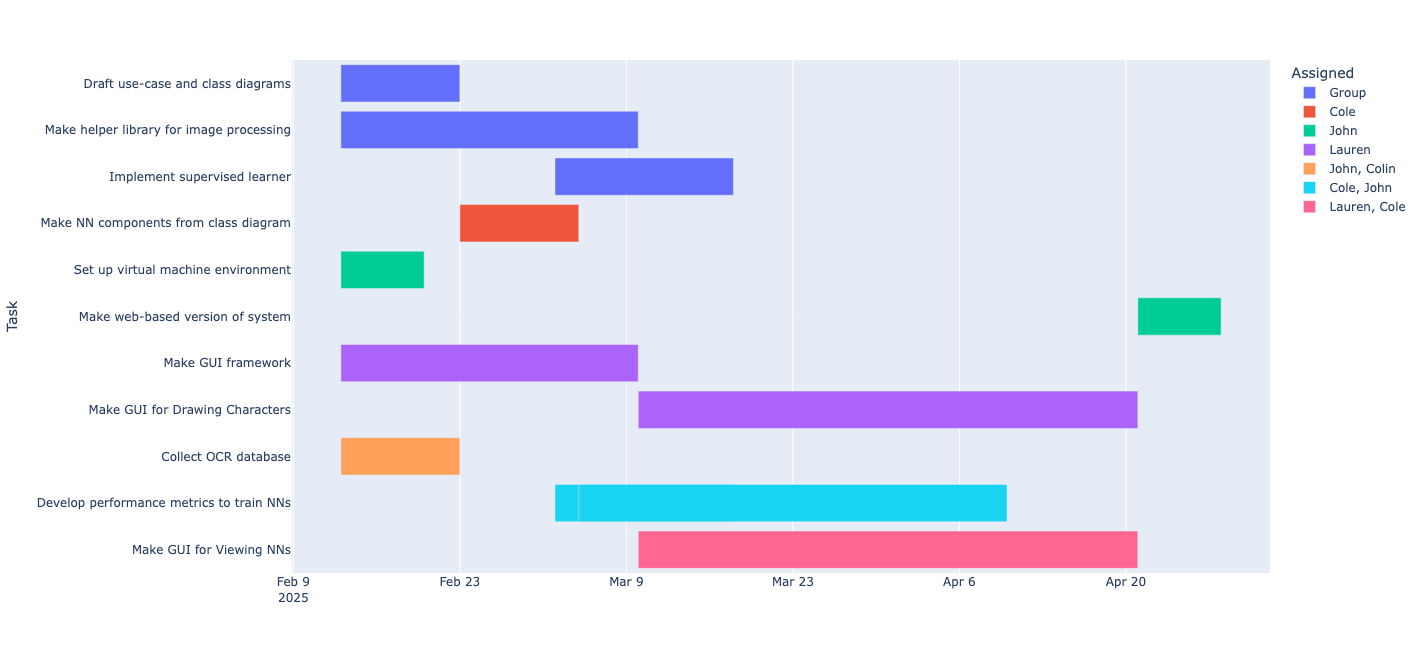 Assigned
Group
Cole
John
Lauren
John, Colin
Cole, John
Lauren, Cole
Task
Draft use-case and class diagrams
Make helper library for image processing
Implement supervised learner
Make NN components from class diagram
Set up virtual machine environment
Make web-based version of system
Make GUI framework
Make GUI for Drawing Characters
Collect OCR database
Develop performance metrics to train NNs
Make GUI for Viewing NNs
Feb 9 Feb 23 Mar 9 Mar 23 Apr 6 Apr 20
2025